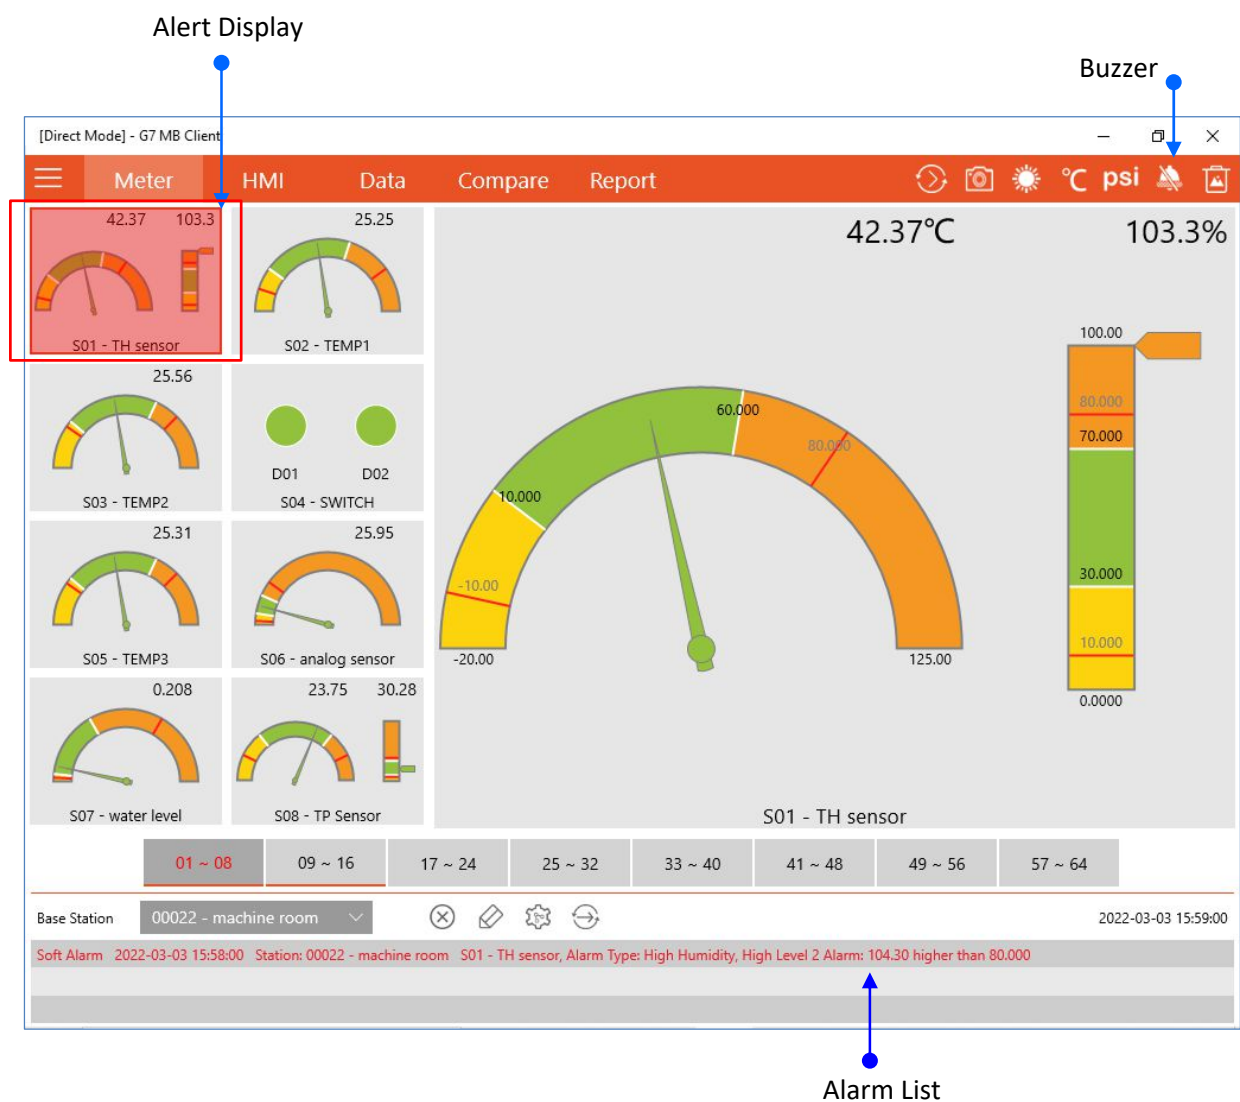 Alert Display
Buzzer
[Direct Mode] - G7 MB Client
Meter HMI Data Compare Report ℃ psi
42.37 103.3
S01 - TH sensor
25.25
S02 - TEMP1
25.56
S03 - TEMP2
D01 D02
S04 - SWITCH
25.31
S05 - TEMP3
25.95
S06 - analog sensor
0.208
S07 - water level
23.75 30.28
S08 - TP Sensor
42.37℃ 103.3%
-20.00
-10.00
10.000
60.000
80.000
125.00
100.00
80.000
70.000
30.000
10.000
0.0000
S01 - TH sensor
01 ~ 08 09 ~ 16 17 ~ 24 25 ~ 32 33 ~ 40 41 ~ 48 49 ~ 56 57 ~ 64
Base Station 00022 - machine room 2022-03-03 15:59:00
Soft Alarm 2022-03-03 15:58:00 Station: 00022 - machine room S01 - TH sensor, Alarm Type: High Humidity, High Level 2 Alarm: 104.30 higher than 80.000
Alarm List